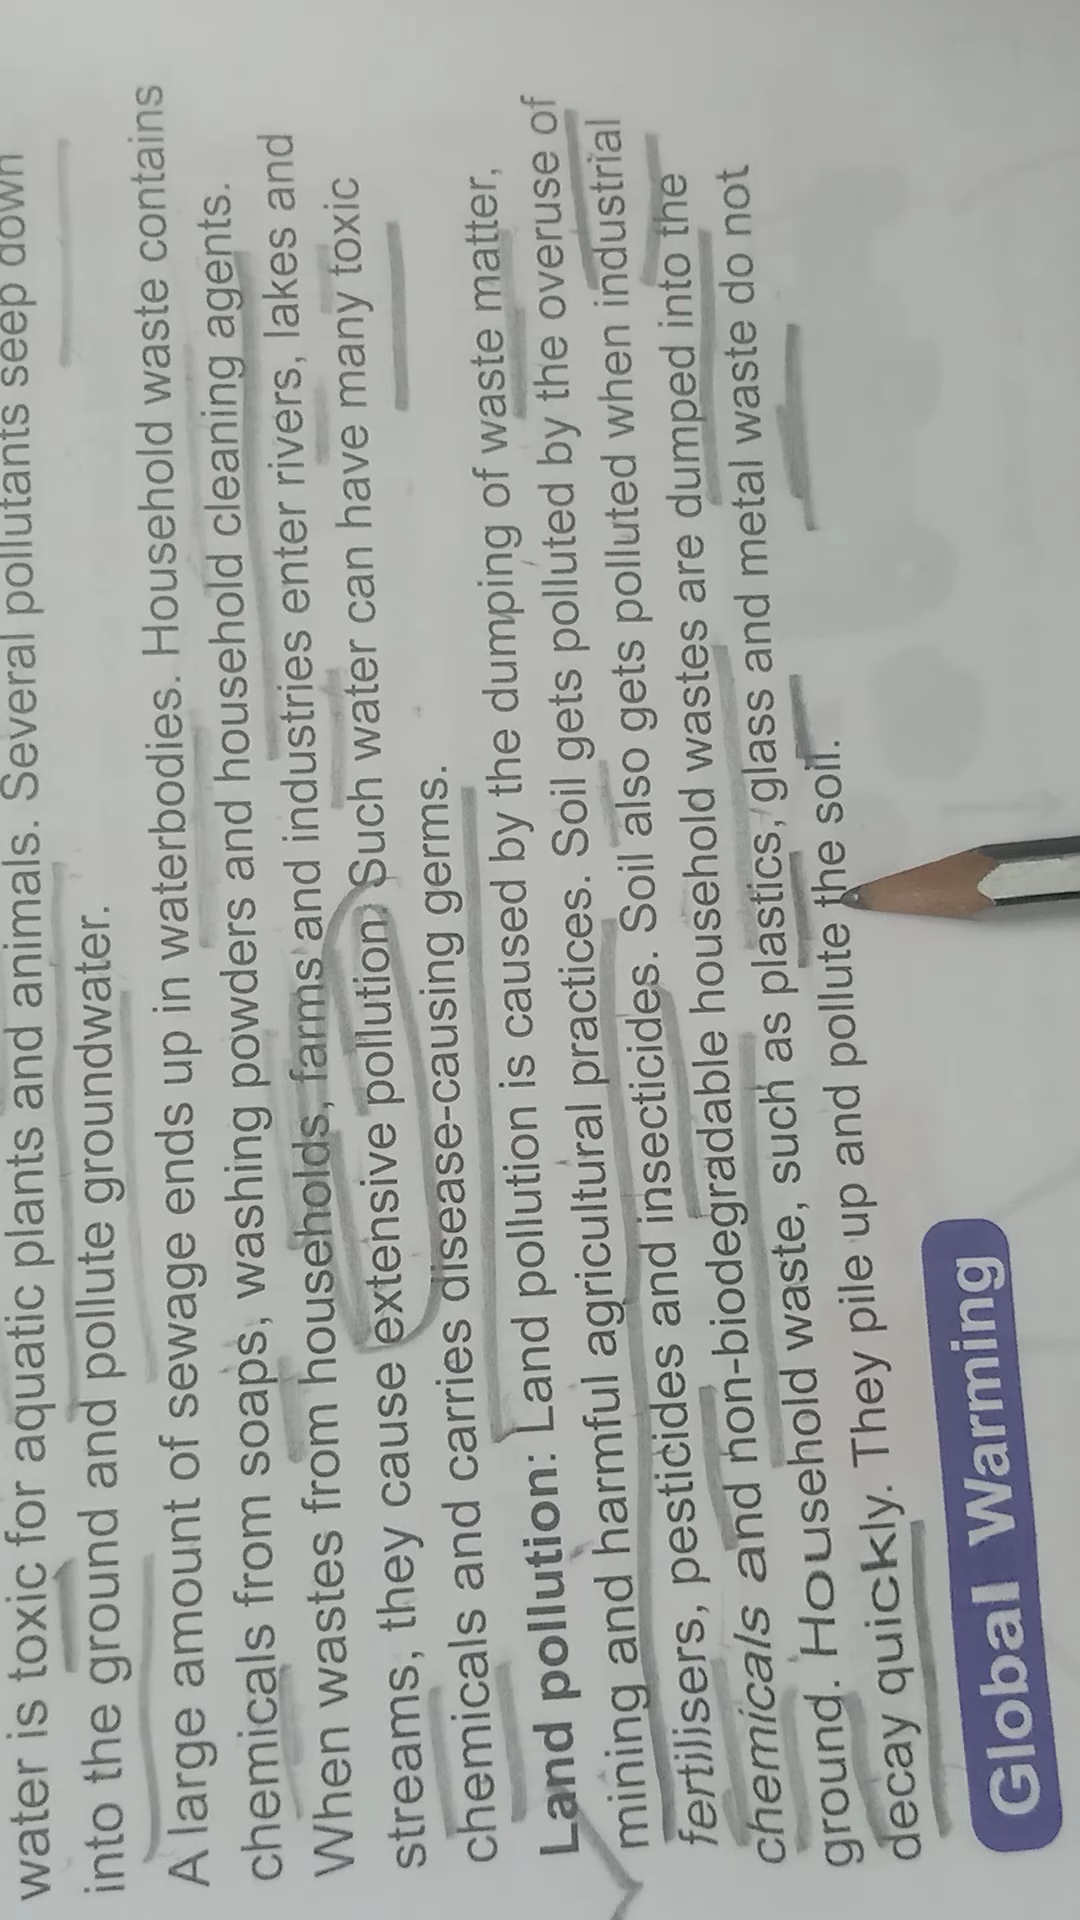 water is toxic for aquatic plants and animals. Several pollutants seep down
into the ground and pollute groundwater.
A large amount of sewage ends up in waterbodies. Household waste contains
chemicals from soaps, washing powders and household cleaning agents.
When wastes from households, farms and industries enter rivers, lakes and
streams, they cause extensive pollution. Such water can have many toxic
chemicals and carries disease-causing germs.
Land pollution: Land pollution is caused by the dumping of waste matter,
mining and harmful agricultural practices. Soil gets polluted by the overuse of
fertilisers, pesticides and insecticides. Soil also gets polluted when industrial
chemicals and non-biodegradable household wastes are dumped into the
ground. Household waste, such as plastics, glass and metal waste do not
decay quickly. They pile up and pollute the soil.
Global Warming